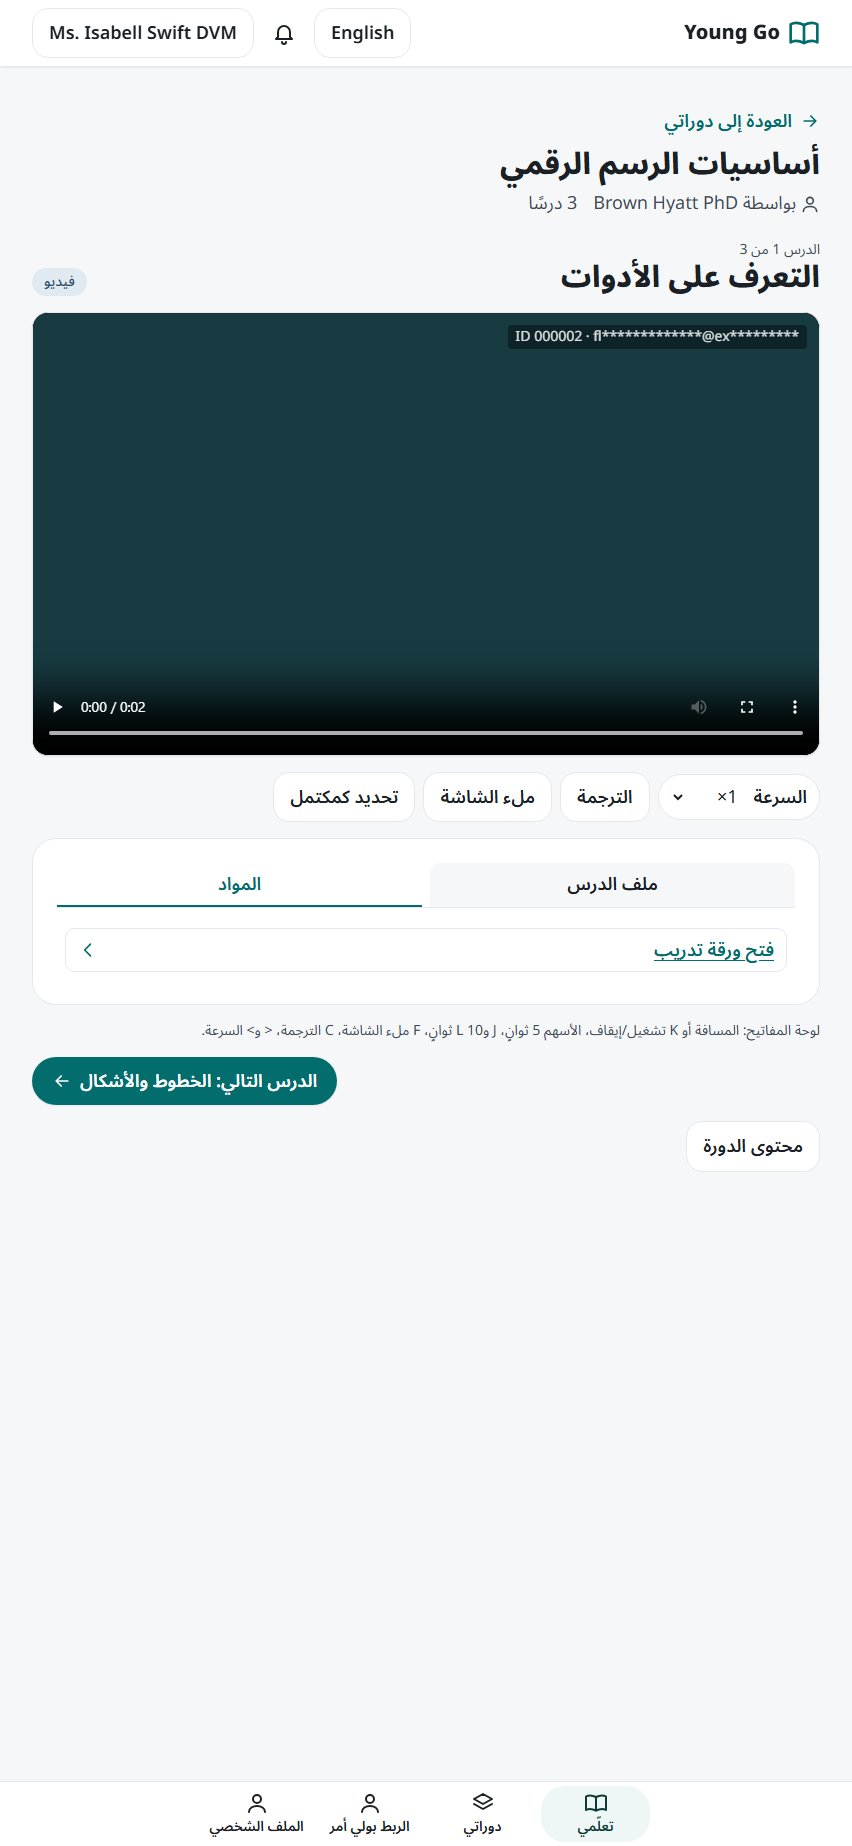 Young Go
English
Ms. Isabell Swift DVM
العودة إلى دوراتي
أساسيات الرسم الرقمي
بواسطة Brown Hyatt PhD 3 درسًا
الدرس 1 من 3
التعرف على الأدوات
فيديو
ID 000002 · fl*************@ex*********
0:00 / 0:02
السرعة 1×
الترجمة
ملء الشاشة
تحديد كمكتمل
ملف الدرس
المواد
فتح ورقة تدريب
لوحة المفاتيح: المسافة أو K تشغيل/إيقاف، الأسهم 5 ثوانٍ، J و10 L ثوانٍ، F ملء الشاشة، C الترجمة، < و> السرعة.
الدرس التالي: الخطوط والأشكال
محتوى الدورة
تعلّمي
دوراتي
الربط بولي أمر
الملف الشخصي